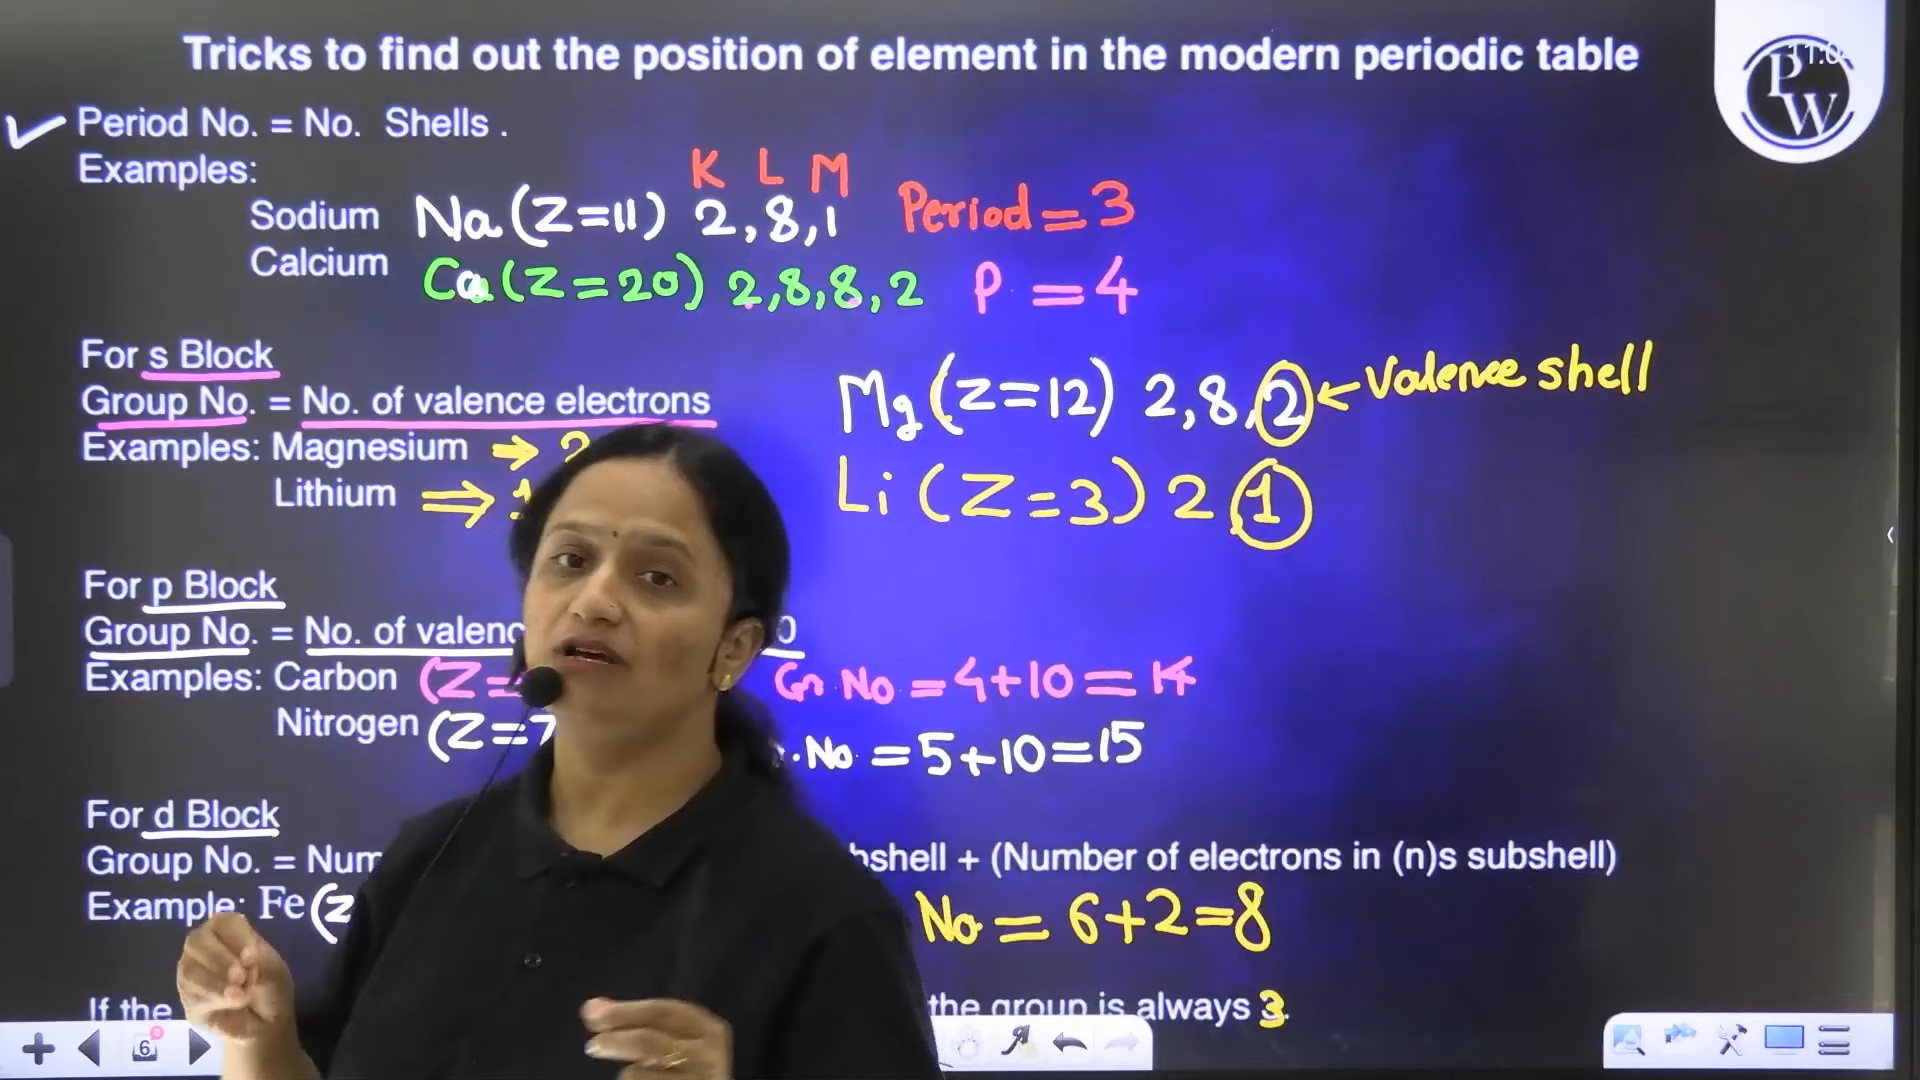 Tricks to find out the position of element in the modern periodic table
PW
Period No. = No. Shells .
Examples:
K L M
Sodium Na (Z=11) 2,8,1 Period = 3
Calcium Ca (Z=20) 2,8,8,2 P = 4
For s Block
Group No. = No. of valence electrons
Mg (Z=12) 2,8,2 ← Valence shell
Examples: Magnesium → 2
Lithium ⇒ 1
Li (Z=3) 2 1
For p Block
Group No. = No. of
Examples: Carbon (Z= Gr. No = 4+10 = 14
Nitrogen (Z=7 No = 5+10=15
For d Block
Group No. = + (Number of electrons in (n)s subshell)
Example: Fe (Z No = 6+2=8
If the the group is always 3.
6